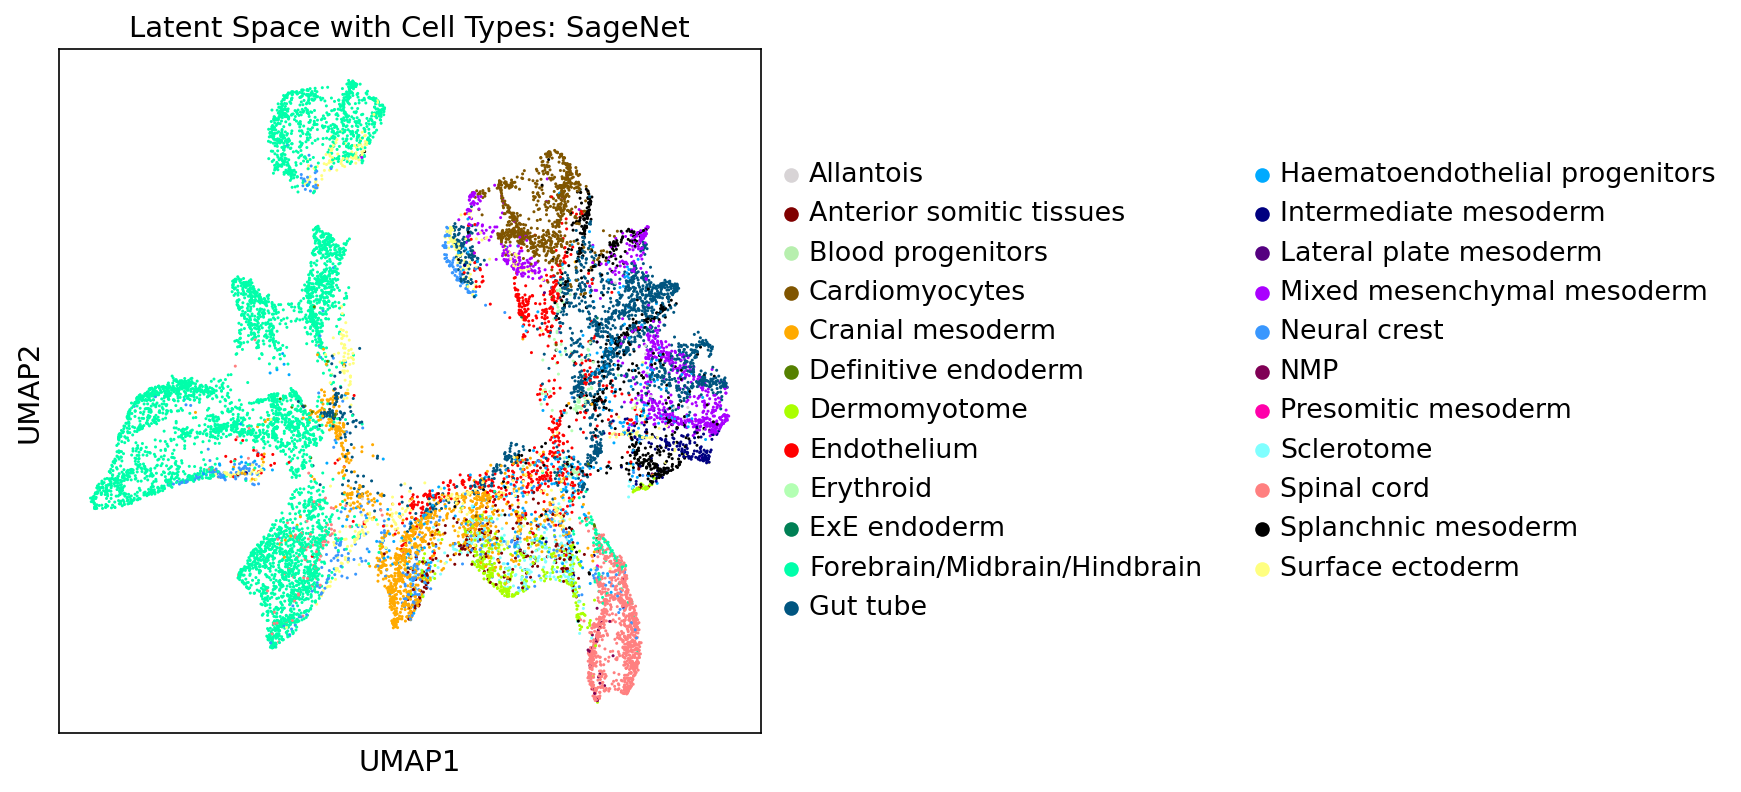 Latent Space with Cell Types: SageNet
UMAP2
UMAP1
Allantois
Anterior somitic tissues
Blood progenitors
Cardiomyocytes
Cranial mesoderm
Definitive endoderm
Dermomyotome
Endothelium
Erythroid
ExE endoderm
Forebrain/Midbrain/Hindbrain
Gut tube
Haematoendothelial progenitors
Intermediate mesoderm
Lateral plate mesoderm
Mixed mesenchymal mesoderm
Neural crest
NMP
Presomitic mesoderm
Sclerotome
Spinal cord
Splanchnic mesoderm
Surface ectoderm